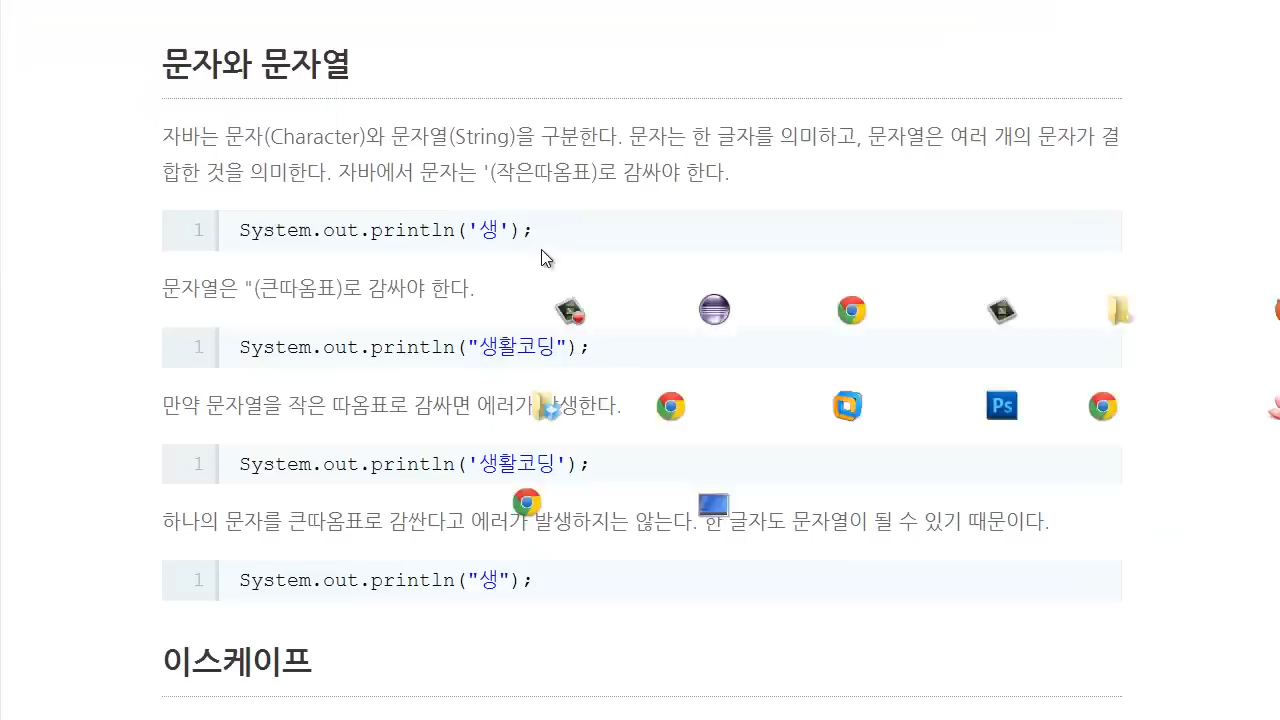 문자와 문자열
자바는 문자(Character)와 문자열(String)을 구분한다. 문자는 한 글자를 의미하고, 문자열은 여러 개의 문자가 결
합한 것을 의미한다. 자바에서 문자는 '(작은따옴표)로 감싸야 한다.
1 System.out.println('생');
문자열은 "(큰따옴표)로 감싸야 한다.
1 System.out.println("생활코딩");
만약 문자열을 작은 따옴표로 감싸면 에러가 발생한다.
Ps
1 System.out.println('생활코딩');
하나의 문자를 큰따옴표로 감싼다고 에러가 발생하지는 않는다. 한 글자도 문자열이 될 수 있기 때문이다.
1 System.out.println("생");
이스케이프